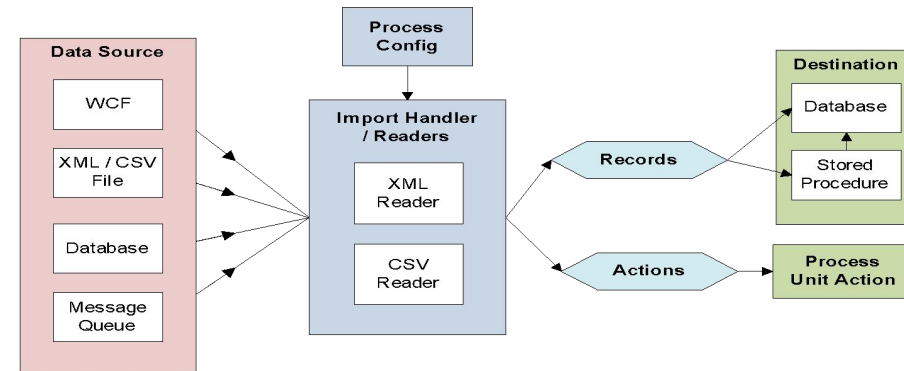 Data Source
WCF
XML / CSV
File
Database
Message
Queue
Process
Config
Import Handler
/ Readers
XML
Reader
CSV
Reader
Records
Actions
Destination
Database
Stored
Procedure
Process
Unit Action